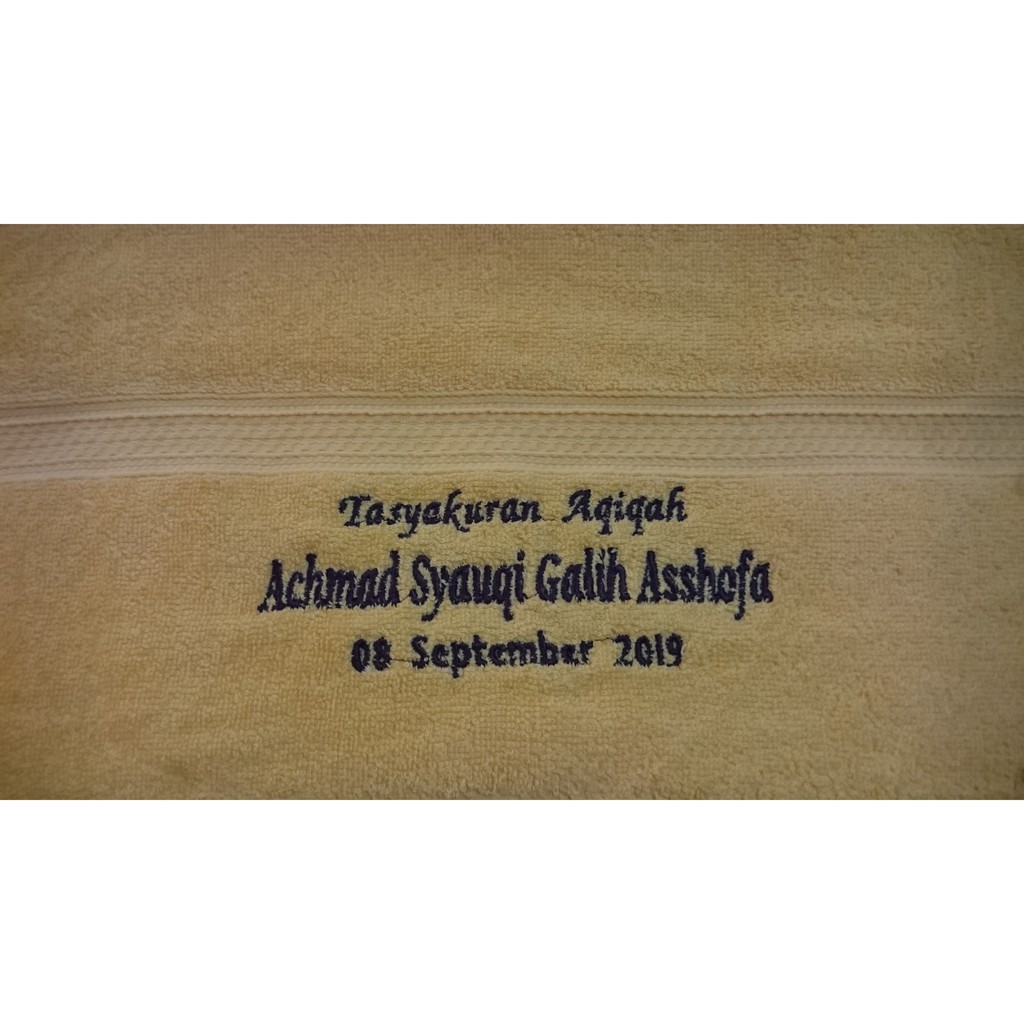 Tasyakuran Aqiqah
Achmad Syauqi Galih Asshofa
08 September 2019